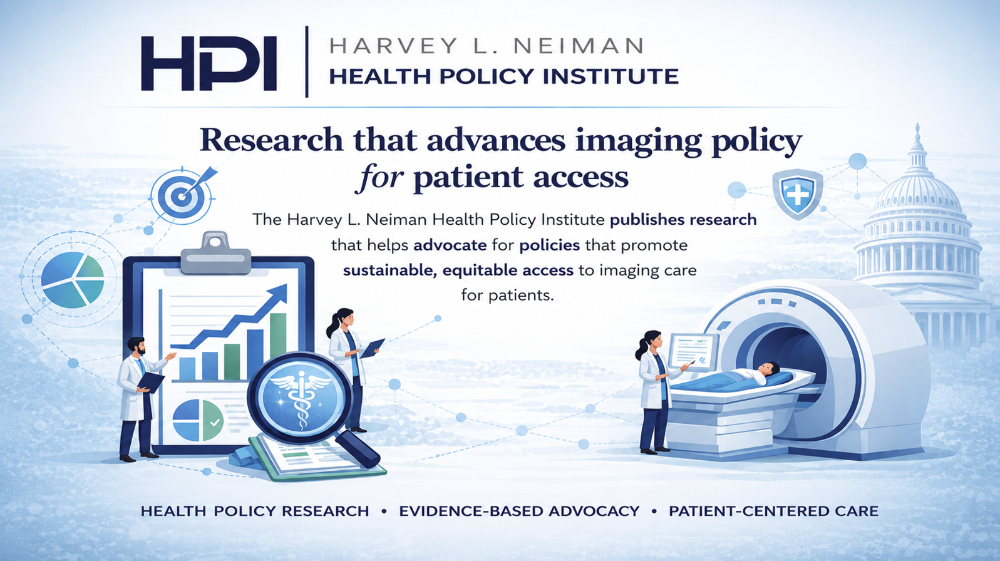 HPI
HARVEY L. NEIMAN
HEALTH POLICY INSTITUTE
Research that advances imaging policy
for patient access
The Harvey L. Neiman Health Policy Institute publishes research
that helps advocate for policies that promote
sustainable, equitable access to imaging care
for patients.
HEALTH POLICY RESEARCH • EVIDENCE-BASED ADVOCACY • PATIENT-CENTERED CARE